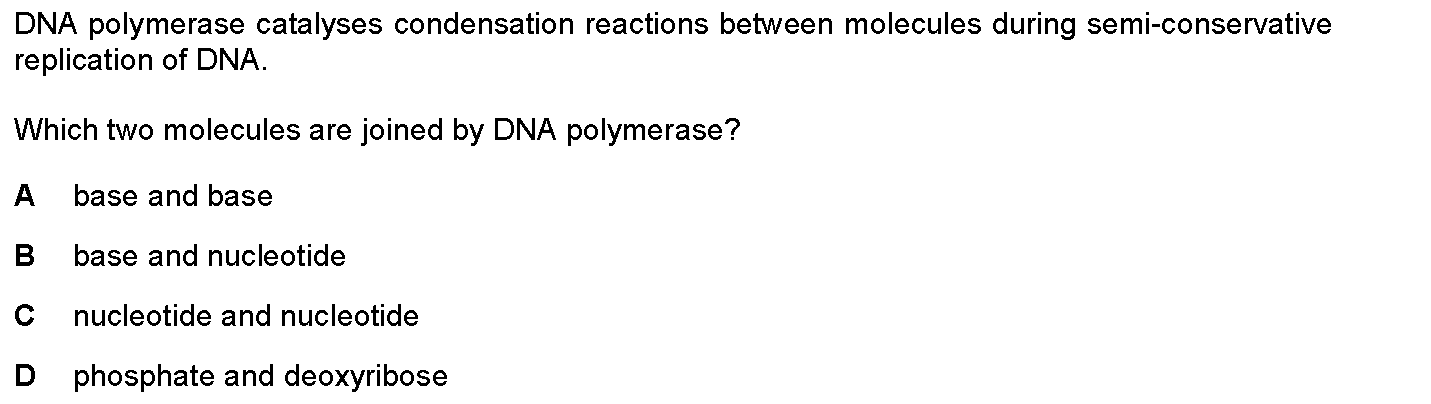 DNA polymerase catalyses condensation reactions between molecules during semi-conservative
replication of DNA.
Which two molecules are joined by DNA polymerase?
A base and base
B base and nucleotide
C nucleotide and nucleotide
D phosphate and deoxyribose